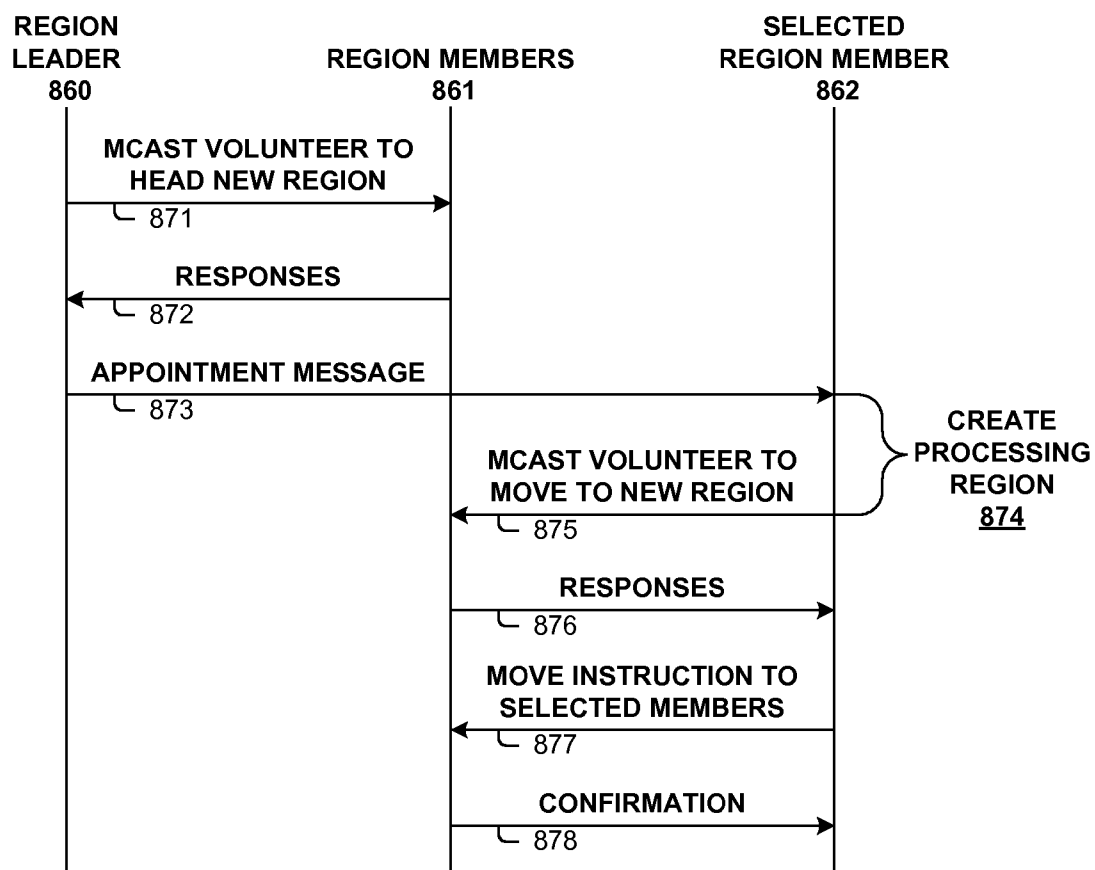 REGION
LEADER
860
REGION MEMBERS
861
SELECTED
REGION MEMBER
862
MCAST VOLUNTEER TO
HEAD NEW REGION
871
RESPONSES
872
APPOINTMENT MESSAGE
873
CREATE
PROCESSING
REGION
874
MCAST VOLUNTEER TO
MOVE TO NEW REGION
875
RESPONSES
876
MOVE INSTRUCTION TO
SELECTED MEMBERS
877
CONFIRMATION
878